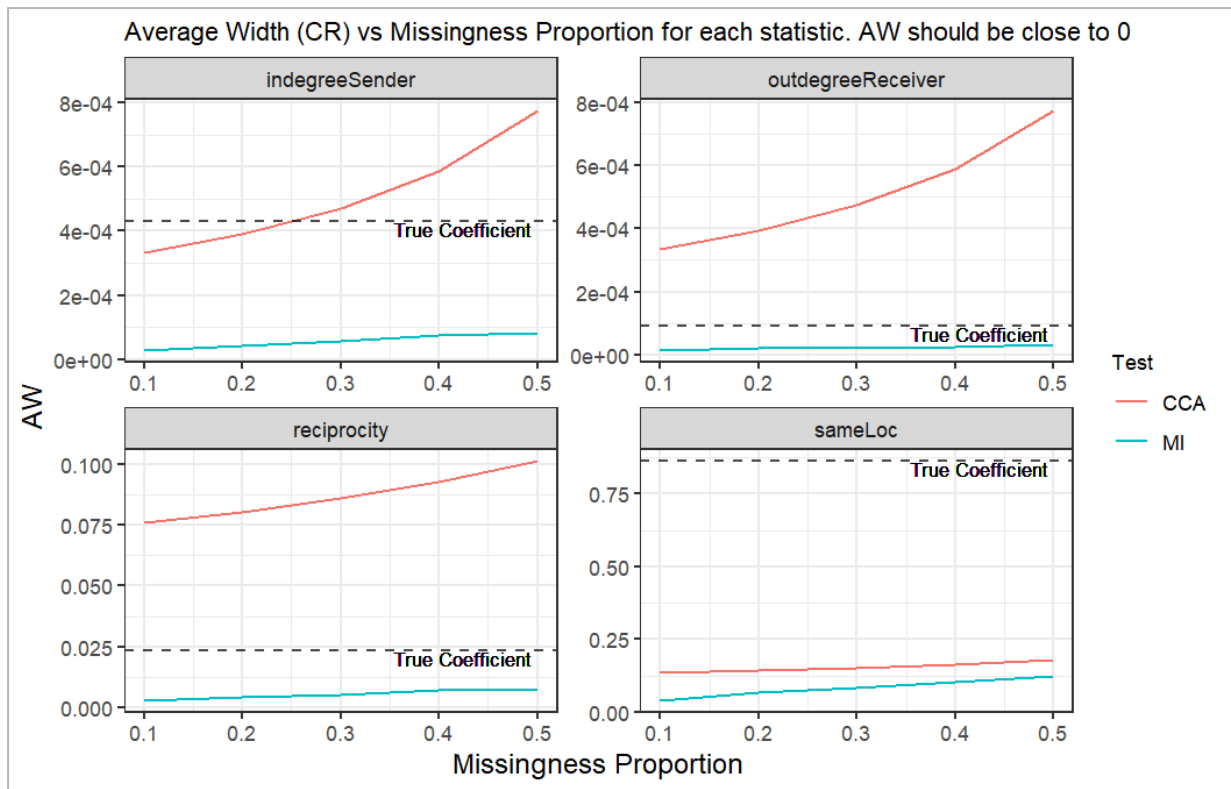 Average Width (CR) vs Missingness Proportion for each statistic. AW should be close to 0
indegreeSender
outdegreeReceiver
8e-04
6e-04
4e-04
2e-04
0e+00
True Coefficient
0.1 0.2 0.3 0.4 0.5
8e-04
6e-04
4e-04
2e-04
0e+00
True Coefficient
0.1 0.2 0.3 0.4 0.5
AW
reciprocity
sameLoc
0.100
0.075
0.050
0.025
0.000
True Coefficient
0.1 0.2 0.3 0.4 0.5
0.75
0.50
0.25
0.00
True Coefficient
0.1 0.2 0.3 0.4 0.5
Missingness Proportion
Test
CCA
MI